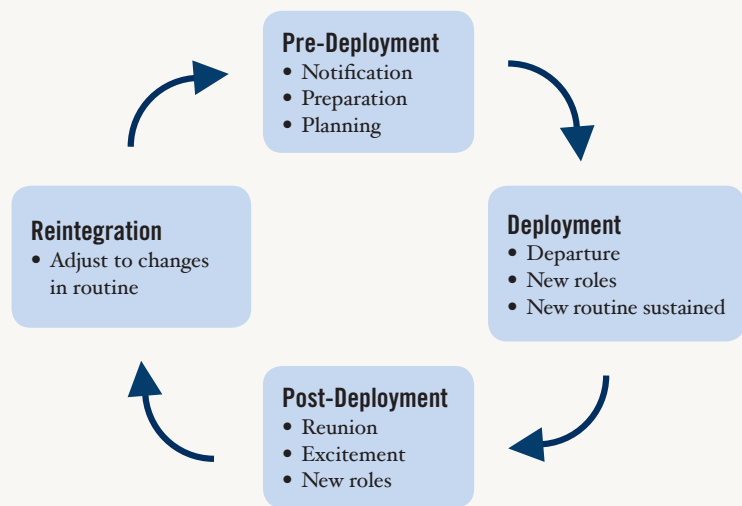 Pre-Deployment
• Notification
• Preparation
• Planning
Deployment
• Departure
• New roles
• New routine sustained
Post-Deployment
• Reunion
• Excitement
• New roles
Reintegration
• Adjust to changes
in routine